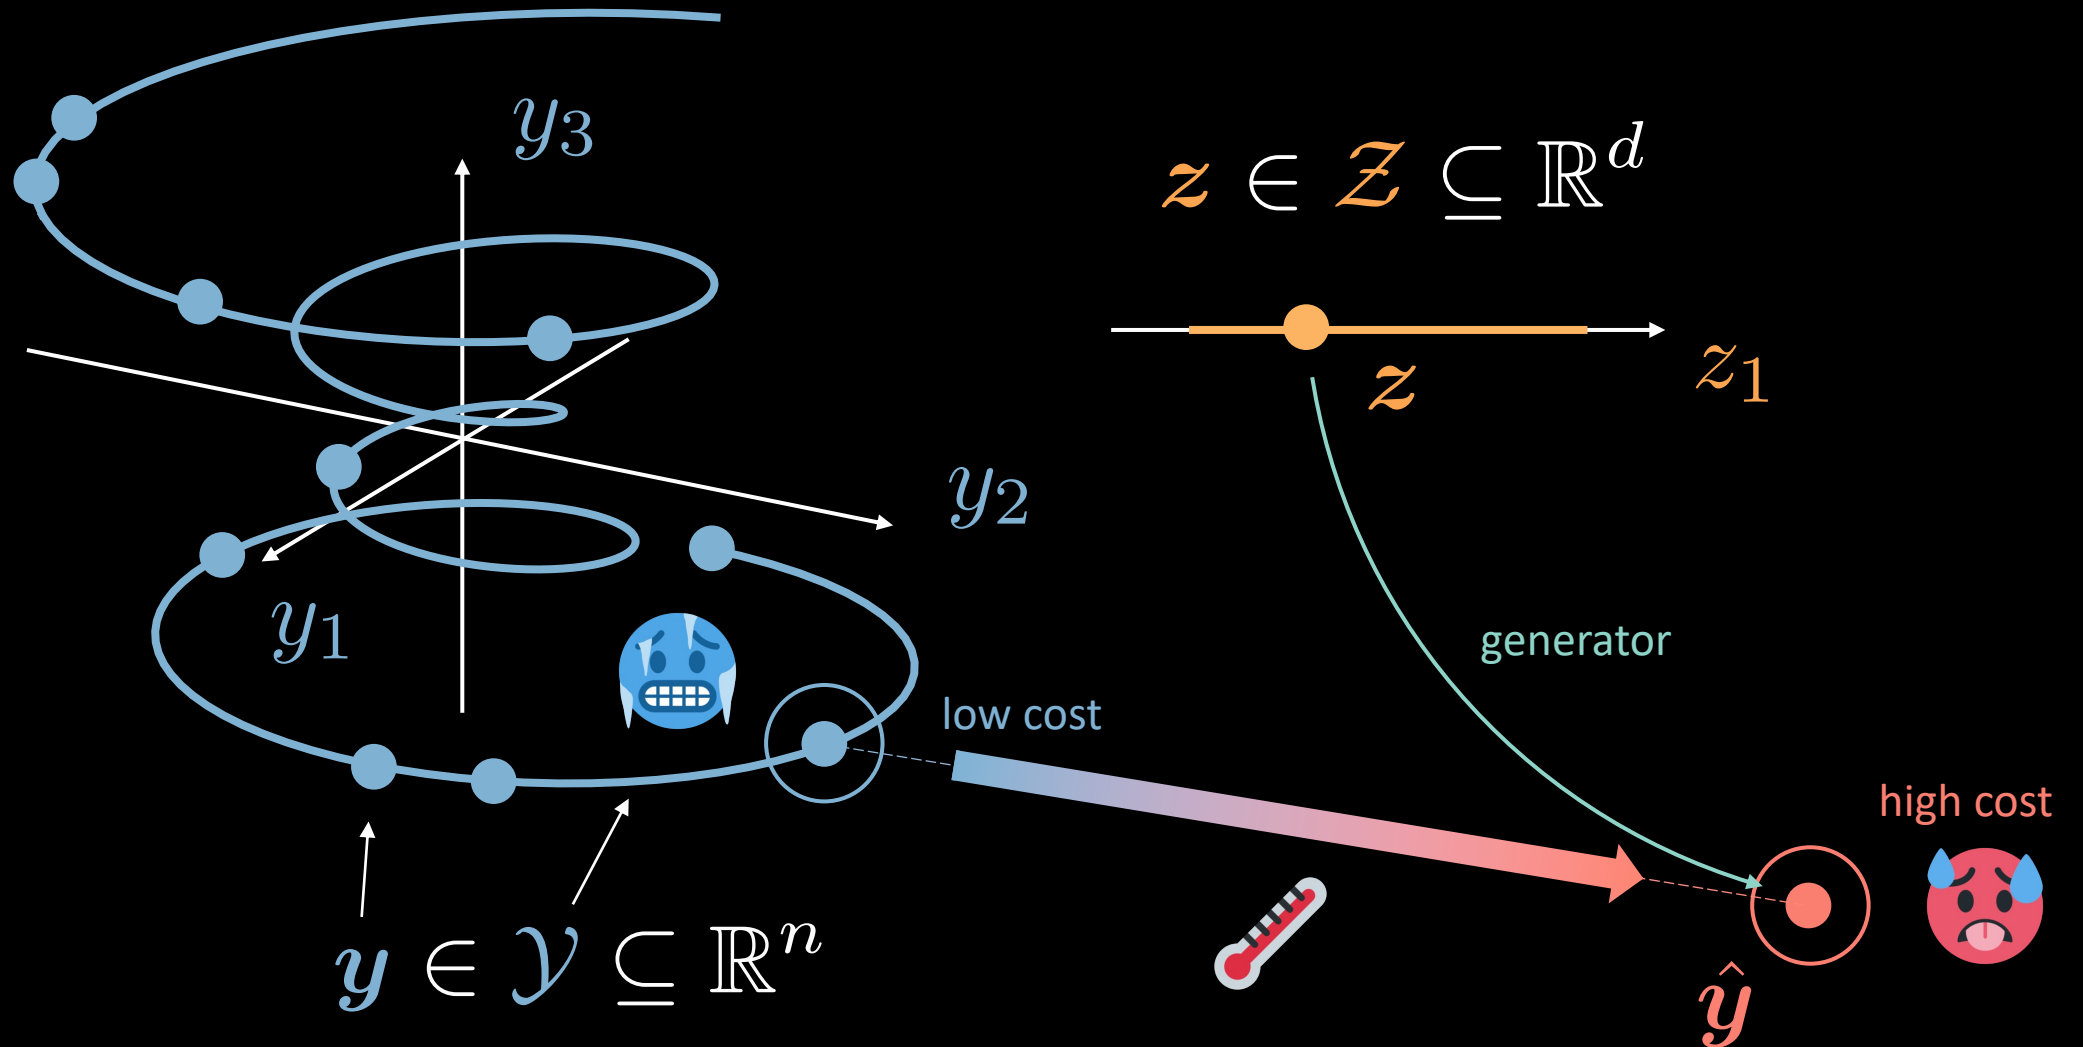 y₃
z ∈ 𝒵 ⊆ ℝᵈ
z
z₁
y₂
y₁
generator
low cost
high cost
y ∈ 𝒴 ⊆ ℝⁿ
ŷ